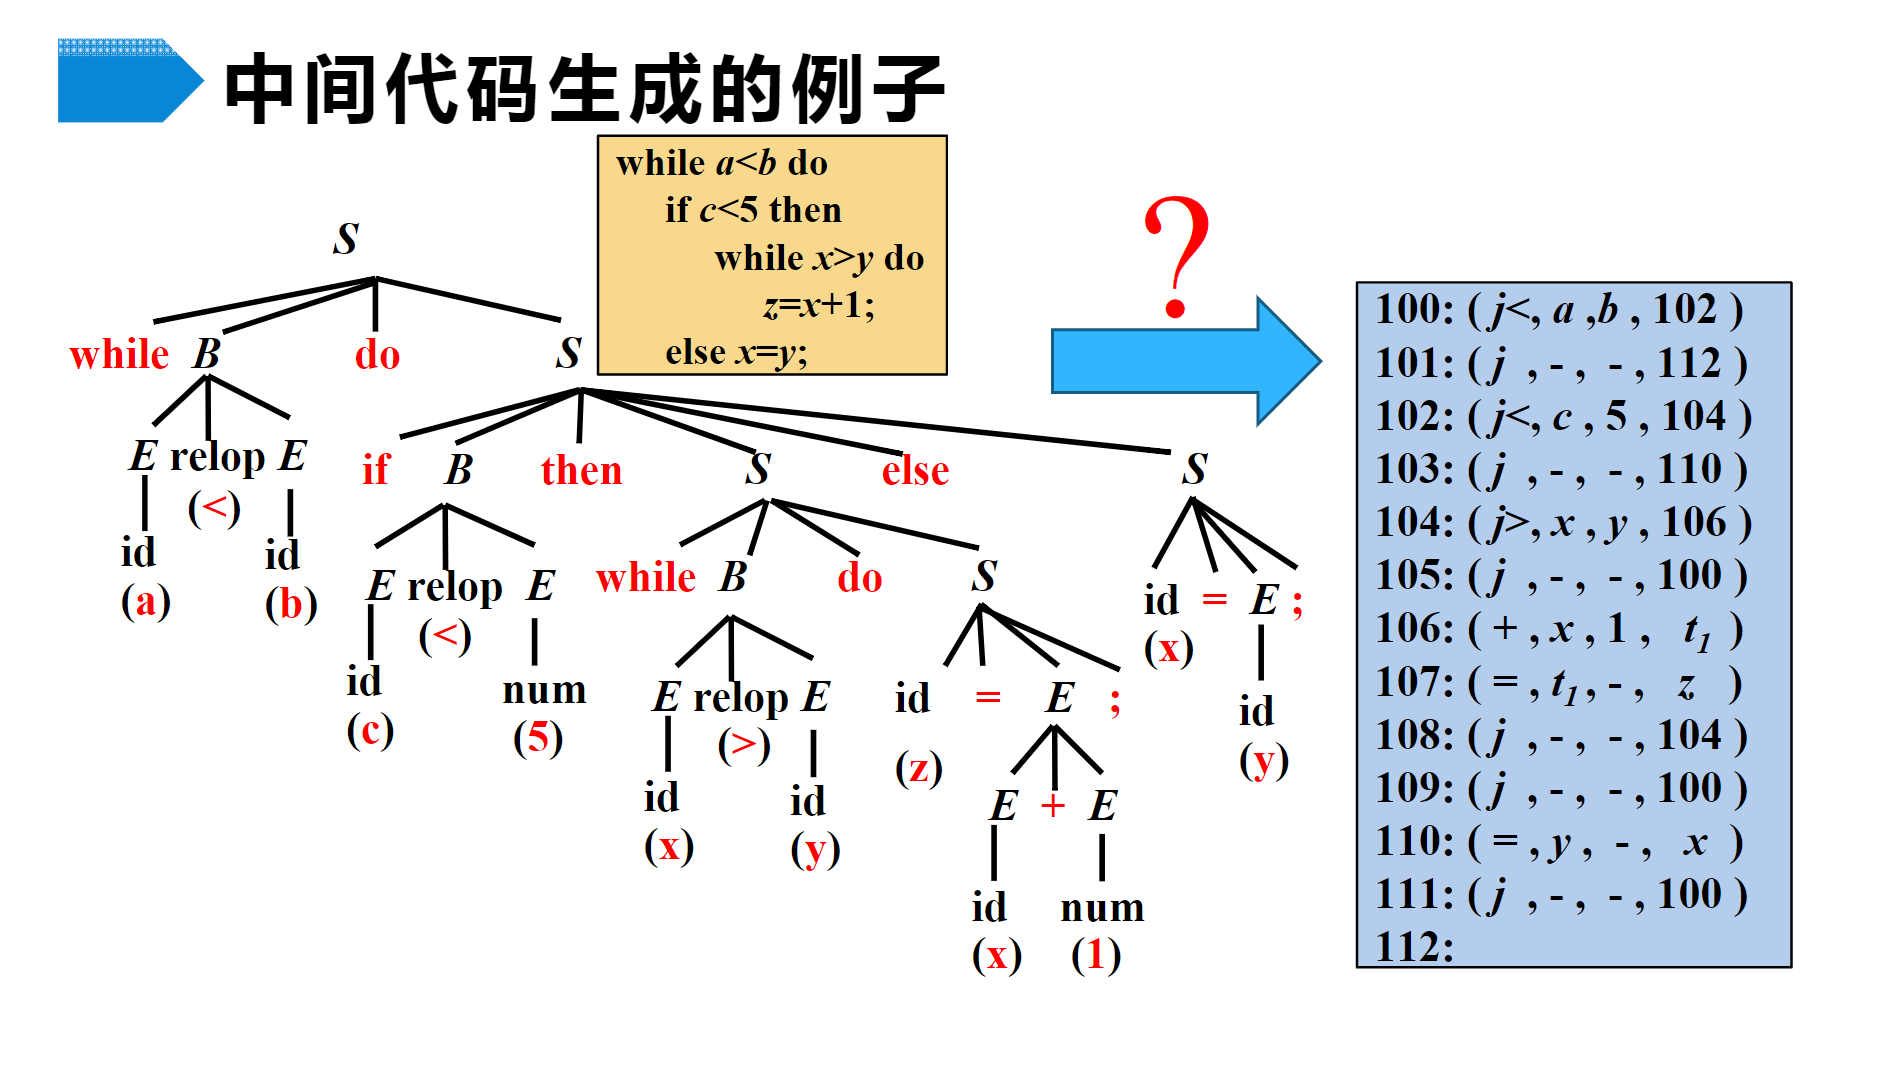 中间代码生成的例子
while a<b do
if c<5 then
while x>y do
z=x+1;
else x=y;
?
S
while B do S
E relop E
(<)
id id
(a) (b)
if B then S else S
E relop E
(<)
id num
(c) (5)
while B do S
id = E ;
(x)
id
(y)
E relop E
(>)
id id
(x) (y)
id = E ;
(z)
E + E
id num
(x) (1)
100: ( j<, a ,b , 102 )
101: ( j , - , - , 112 )
102: ( j<, c , 5 , 104 )
103: ( j , - , - , 110 )
104: ( j>, x , y , 106 )
105: ( j , - , - , 100 )
106: ( + , x , 1 , t1 )
107: ( = , t1 , - , z )
108: ( j , - , - , 104 )
109: ( j , - , - , 100 )
110: ( = , y , - , x )
111: ( j , - , - , 100 )
112: